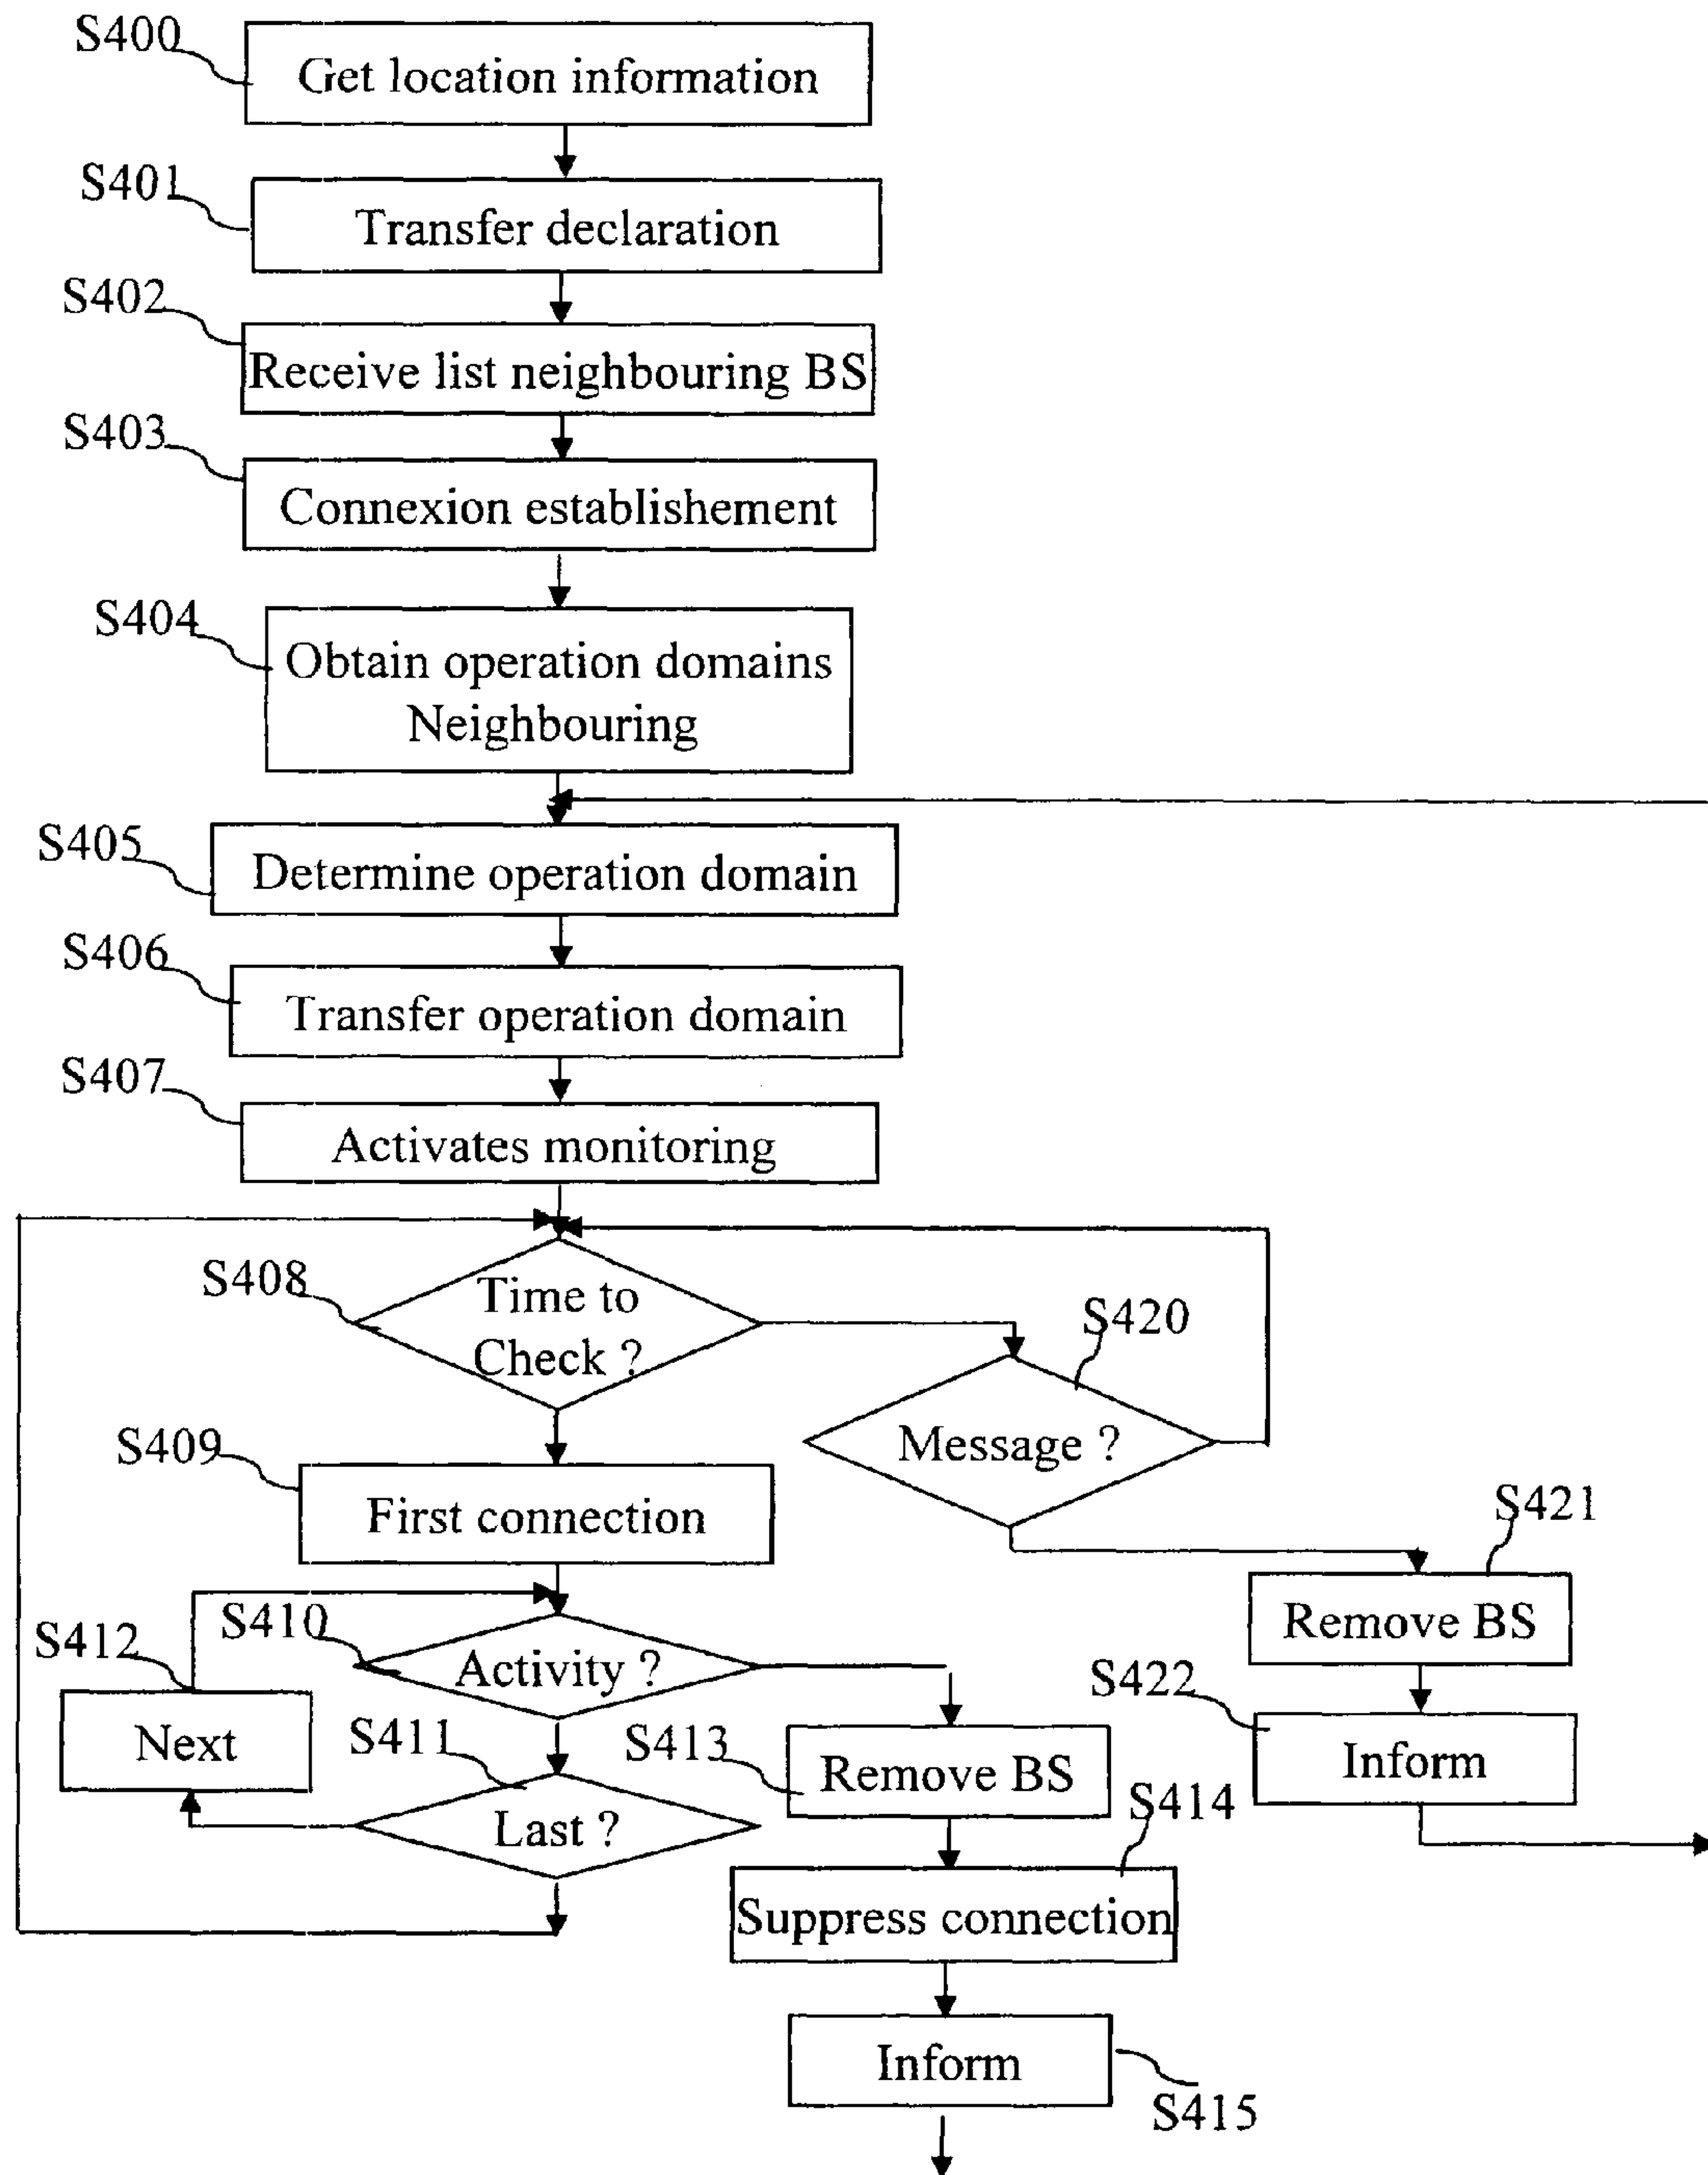 S400
Get location information
S401
Transfer declaration
S402
Receive list neighbouring BS
S403
Connexion establishement
S404
Obtain operation domains
Neighbouring
S405
Determine operation domain
S406
Transfer operation domain
S407
Activates monitoring
S408
Time to
Check ?
S420
Message ?
S409
First connection
S421
Remove BS
S410
Activity ?
S412
Next
S422
Inform
S411
Last ?
S413
Remove BS
S414
Suppress connection
Inform
S415